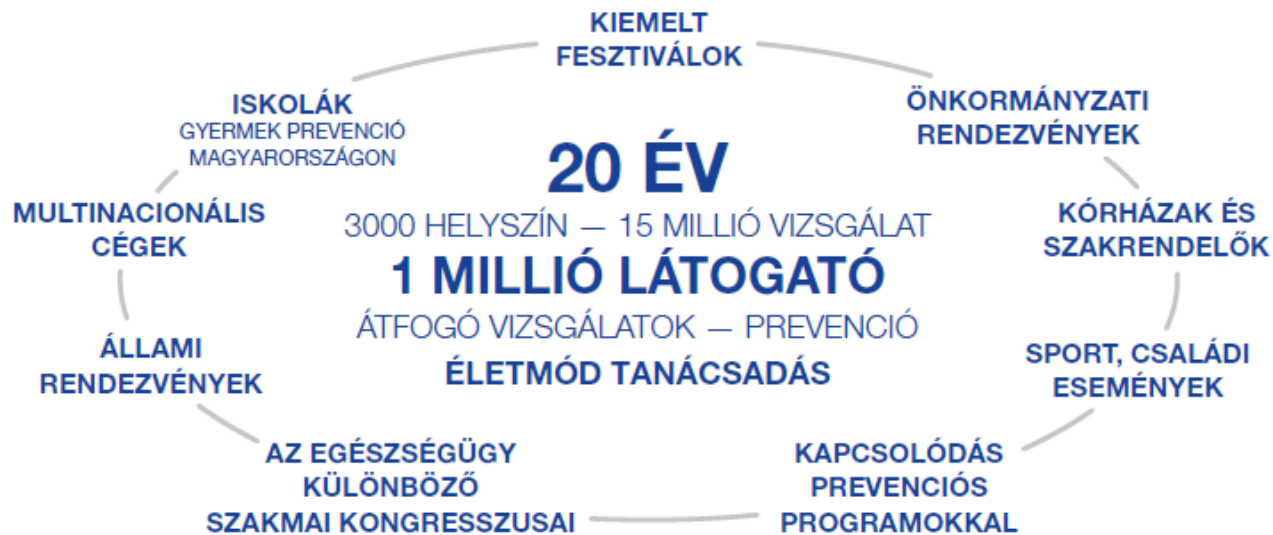 KIEMELT
FESZTIVÁLOK
ÖNKORMÁNYZATI
RENDEZVÉNYEK
KÓRHÁZAK ÉS
SZAKRENDELŐK
SPORT, CSALÁDI
ESEMÉNYEK
KAPCSOLÓDÁS
PREVENCIÓS
PROGRAMOKKAL
AZ EGÉSZSÉGÜGY
KÜLÖNBÖZŐ
SZAKMAI KONGRESSZUSAI
ÁLLAMI
RENDEZVÉNYEK
MULTINACIONÁLIS
CÉGEK
ISKOLÁK
GYERMEK PREVENCIÓ
MAGYARORSZÁGON
20 ÉV
3000 HELYSZÍN — 15 MILLIÓ VIZSGÁLAT
1 MILLIÓ LÁTOGATÓ
ÁTFOGÓ VIZSGÁLATOK — PREVENCIÓ
ÉLETMÓD TANÁCSADÁS